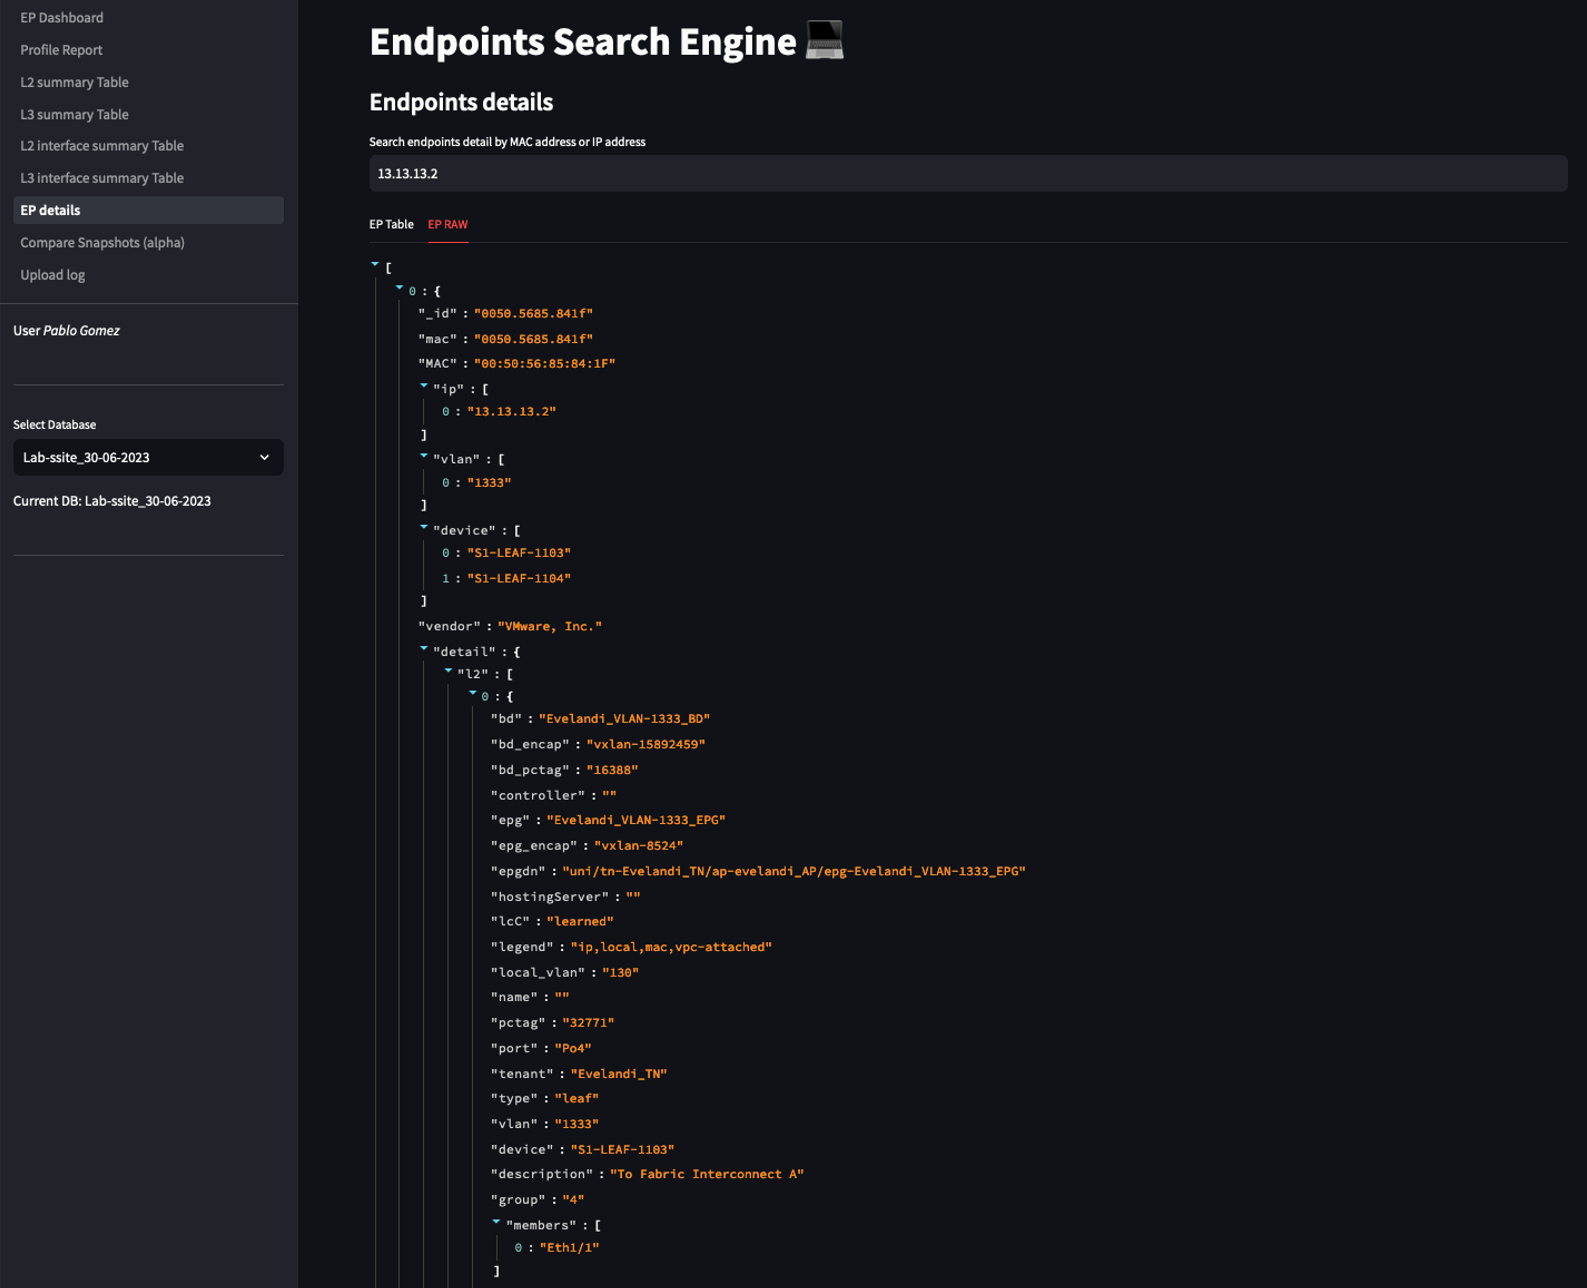 EP Dashboard
Profile Report
L2 summary Table
L3 summary Table
L2 interface summary Table
L3 interface summary Table
EP details
Compare Snapshots (alpha)
Upload log
User Pablo Gomez
Select Database
Lab-ssite_30-06-2023
Current DB: Lab-ssite_30-06-2023
Endpoints Search Engine
Endpoints details
Search endpoints detail by MAC address or IP address
13.13.13.2
EP Table EP RAW
[
0 : {
"_id" : "0050.5685.841f"
"mac" : "0050.5685.841f"
"MAC" : "00:50:56:85:84:1F"
"ip" : [
0 : "13.13.13.2"
]
"vlan" : [
0 : "1333"
]
"device" : [
0 : "S1-LEAF-1103"
1 : "S1-LEAF-1104"
]
"vendor" : "VMware, Inc."
"detail" : {
"l2" : [
0 : {
"bd" : "Evelandi_VLAN-1333_BD"
"bd_encap" : "vxlan-15892459"
"bd_pctag" : "16388"
"controller" : ""
"epg" : "Evelandi_VLAN-1333_EPG"
"epg_encap" : "vxlan-8524"
"epgdn" : "uni/tn-Evelandi_TN/ap-evelandi_AP/epg-Evelandi_VLAN-1333_EPG"
"hostingServer" : ""
"lcC" : "learned"
"legend" : "ip,local,mac,vpc-attached"
"local_vlan" : "130"
"name" : ""
"pctag" : "32771"
"port" : "Po4"
"tenant" : "Evelandi_TN"
"type" : "leaf"
"vlan" : "1333"
"device" : "S1-LEAF-1103"
"description" : "To Fabric Interconnect A"
"group" : "4"
"members" : [
0 : "Eth1/1"
]